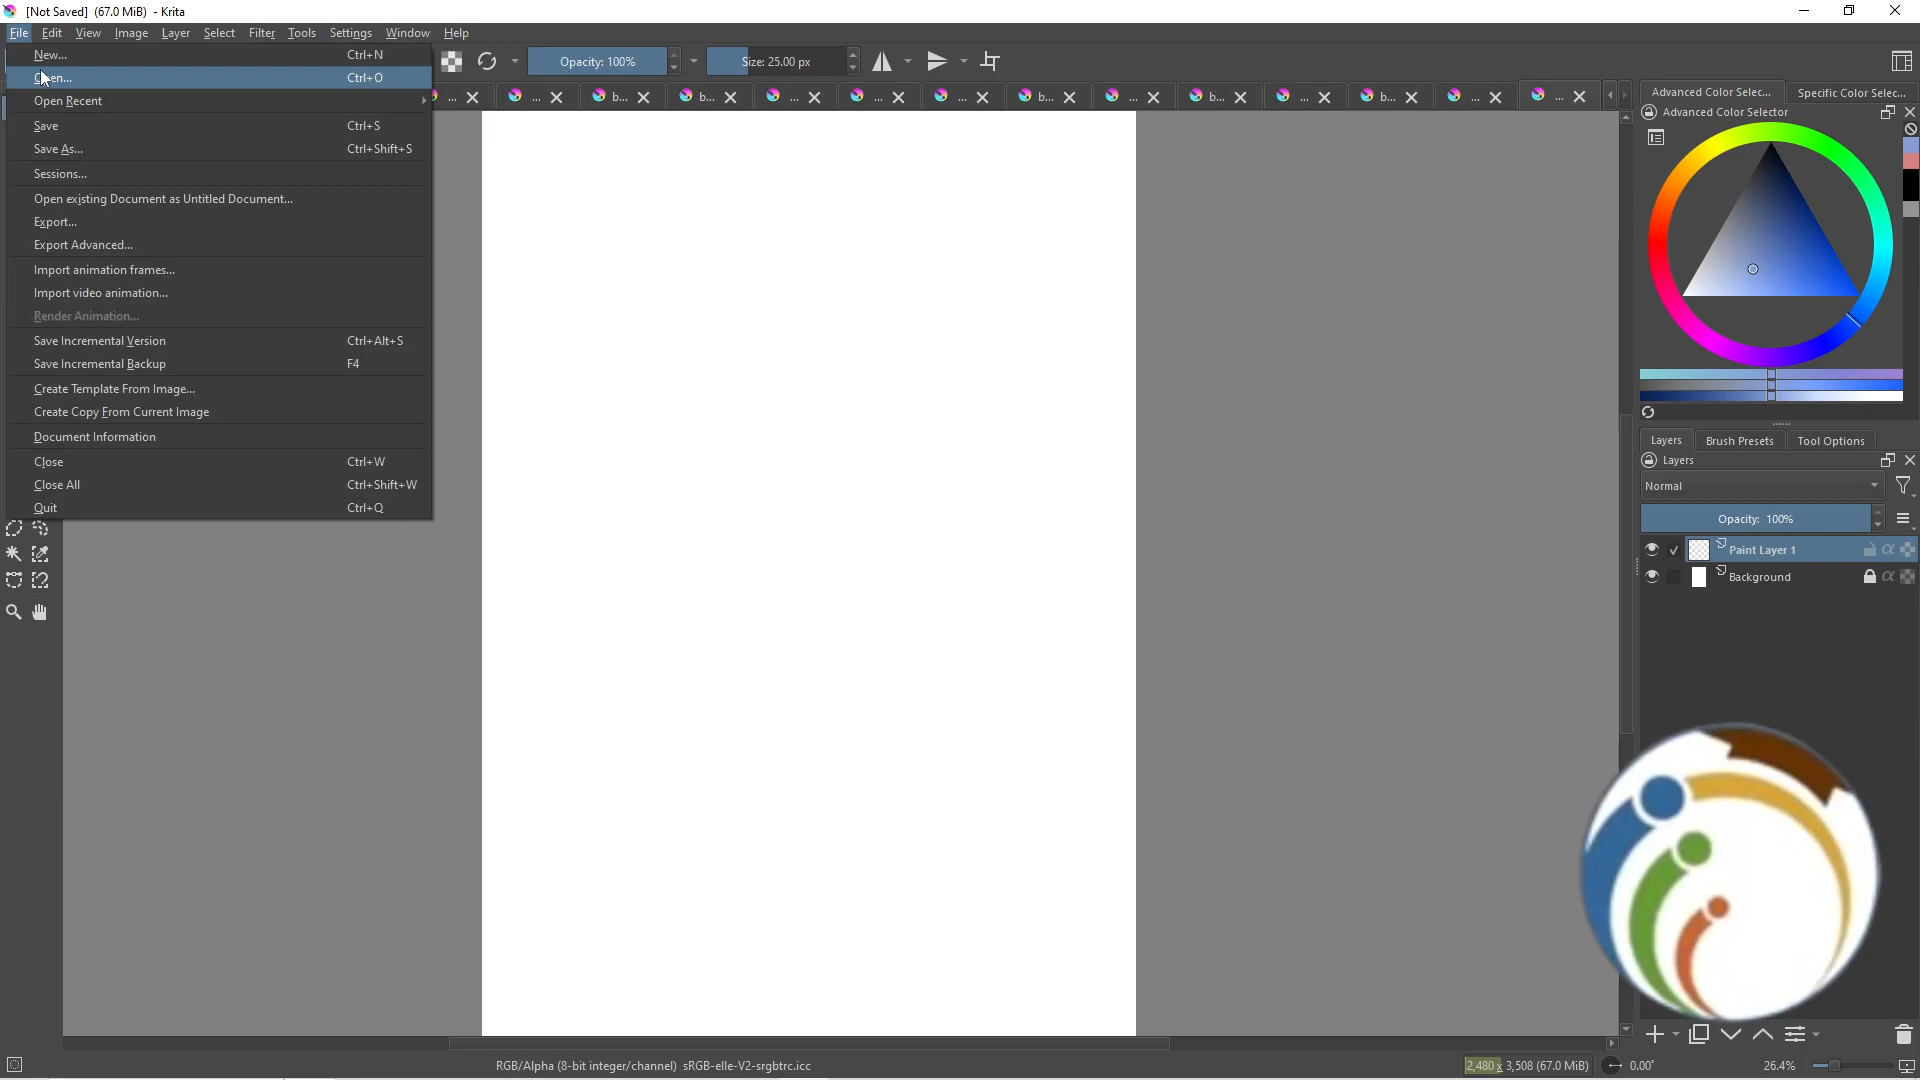 [Not Saved] (67.0 MiB) - Krita
File Edit View Image Layer Select Filter Tools Settings Window Help
New... Ctrl+N
Ctrl+O
Open Recent
Save Ctrl+S
Save As... Ctrl+Shift+S
Sessions...
Open existing Document as Untitled Document...
Export...
Export Advanced...
Import animation frames...
Import video animation...
Render Animation...
Save Incremental Version Ctrl+Alt+S
Save Incremental Backup F4
Create Template From Image...
Create Copy From Current Image
Document Information
Close Ctrl+W
Close All Ctrl+Shift+W
Quit Ctrl+Q
Opacity: 100% Size: 25.00 px
... ... b... b... ... ... ... b... ... b... ... b... ... ...
Advanced Color Selec... Specific Color Selec...
Advanced Color Selector
Layers Brush Presets Tool Options
Layers
Normal
Opacity: 100%
Paint Layer 1
Background
RGB/Alpha (8-bit integer/channel) sRGB-elle-V2-srgbtrc.icc
2,480 x 3,508 (67.0 MiB) 0.00° 26.4%